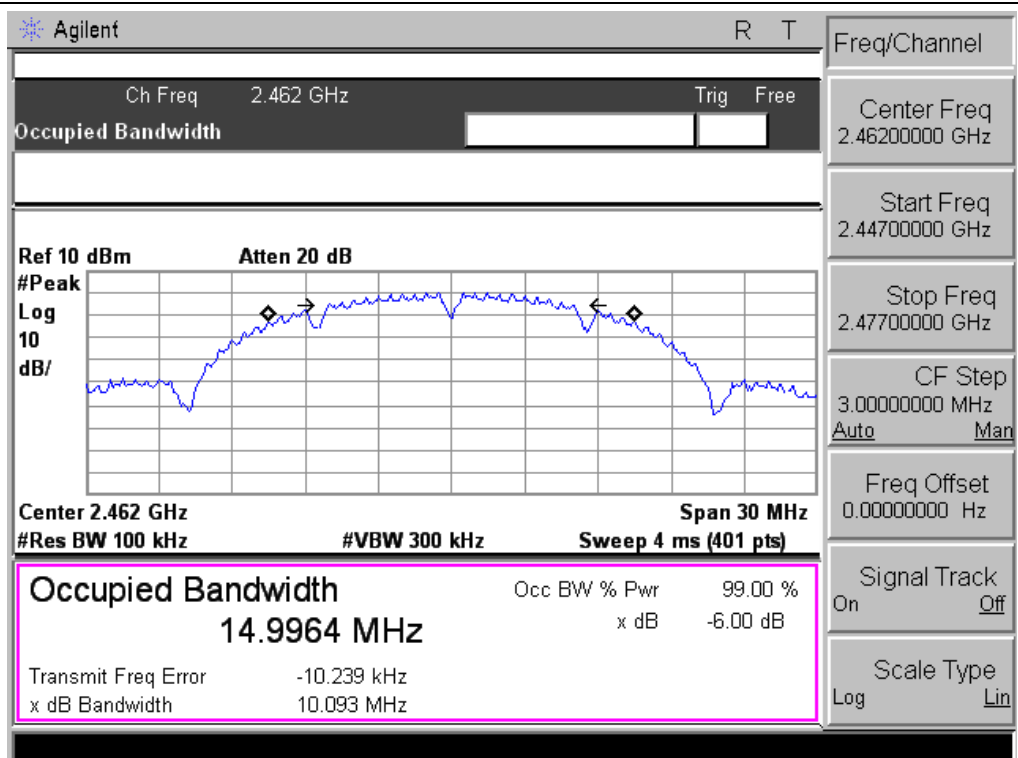 Agilent
R T
Ch Freq 2.462 GHz
Trig Free
Occupied Bandwidth
Ref 10 dBm
Atten 20 dB
#Peak
Log
10
dB/
Center 2.462 GHz
Span 30 MHz
#Res BW 100 kHz
#VBW 300 kHz
Sweep 4 ms (401 pts)
Occupied Bandwidth
14.9964 MHz
Occ BW % Pwr 99.00 %
x dB -6.00 dB
Transmit Freq Error -10.239 kHz
x dB Bandwidth 10.093 MHz
Freq/Channel
Center Freq
2.46200000 GHz
Start Freq
2.44700000 GHz
Stop Freq
2.47700000 GHz
CF Step
3.00000000 MHz
Auto Man
Freq Offset
0.00000000 Hz
Signal Track
On Off
Scale Type
Log Lin